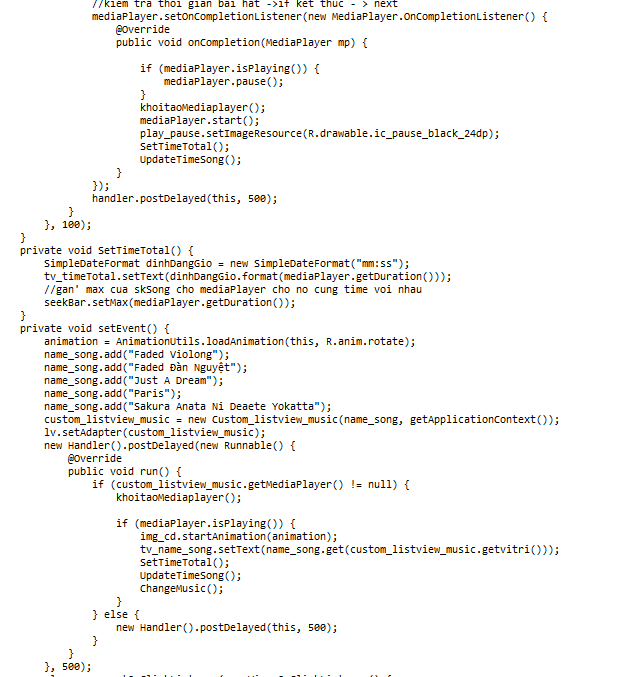 //kiem tra thoi gian bai hat ->if ket thuc - > next
mediaPlayer.setOnCompletionListener(new MediaPlayer.OnCompletionListener() {
@Override
public void onCompletion(MediaPlayer mp) {
if (mediaPlayer.isPlaying()) {
mediaPlayer.pause();
}
khoitaoMediaplayer();
mediaPlayer.start();
play_pause.setImageResource(R.drawable.ic_pause_black_24dp);
SetTimeTotal();
UpdateTimeSong();
}
});
handler.postDelayed(this, 500);
}
}, 100);
}
private void SetTimeTotal() {
SimpleDateFormat dinhDangGio = new SimpleDateFormat("mm:ss");
tv_timeTotal.setText(dinhDangGio.format(mediaPlayer.getDuration()));
//gan' max cua skSong cho mediaPlayer cho no cung time voi nhau
seekBar.setMax(mediaPlayer.getDuration());
}
private void setEvent() {
animation = AnimationUtils.loadAnimation(this, R.anim.rotate);
name_song.add("Faded Violong");
name_song.add("Faded Đàn Nguyệt");
name_song.add("Just A Dream");
name_song.add("Paris");
name_song.add("Sakura Anata Ni Deaete Yokatta");
custom_listview_music = new Custom_listview_music(name_song, getApplicationContext());
lv.setAdapter(custom_listview_music);
new Handler().postDelayed(new Runnable() {
@Override
public void run() {
if (custom_listview_music.getMediaPlayer() != null) {
khoitaoMediaplayer();
if (mediaPlayer.isPlaying()) {
img_cd.startAnimation(animation);
tv_name_song.setText(name_song.get(custom_listview_music.getvitri()));
SetTimeTotal();
UpdateTimeSong();
ChangeMusic();
}
} else {
new Handler().postDelayed(this, 500);
}
}
}, 500);